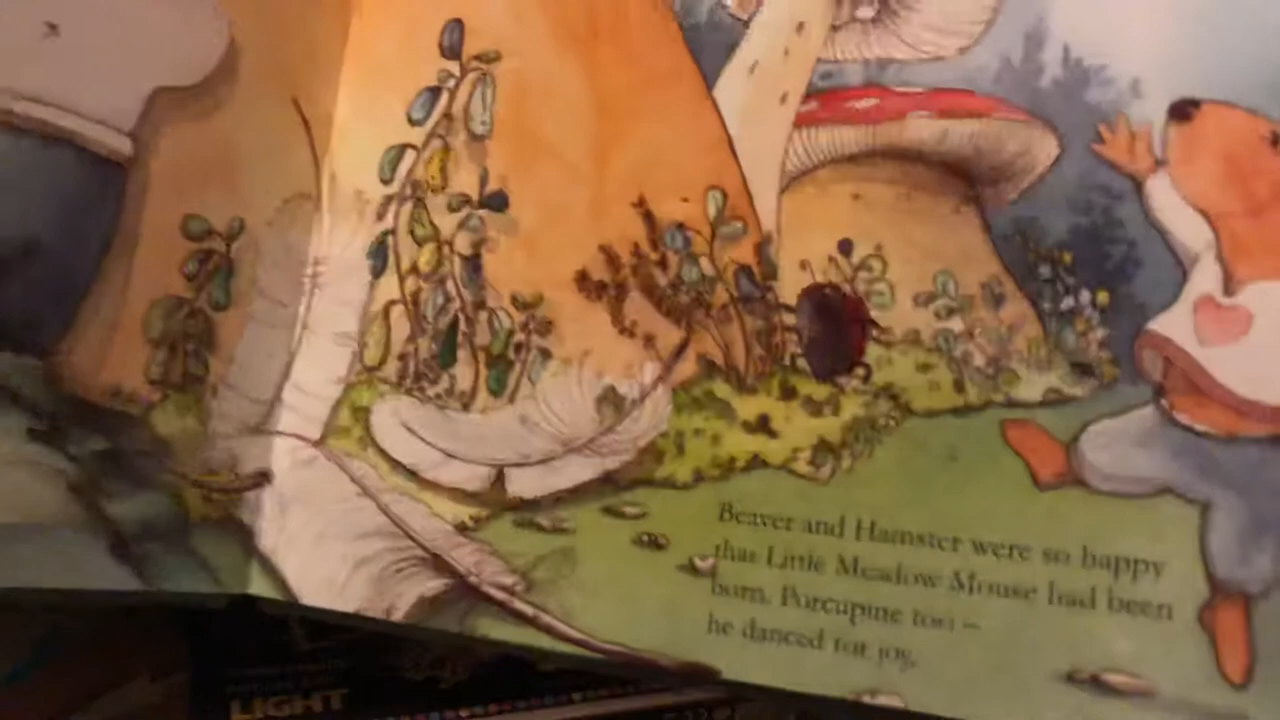 Beaver and Hamster were so happy
that Little Meadow Mouse had been
born. Porcupine too –
he danced for joy.
LIGHT